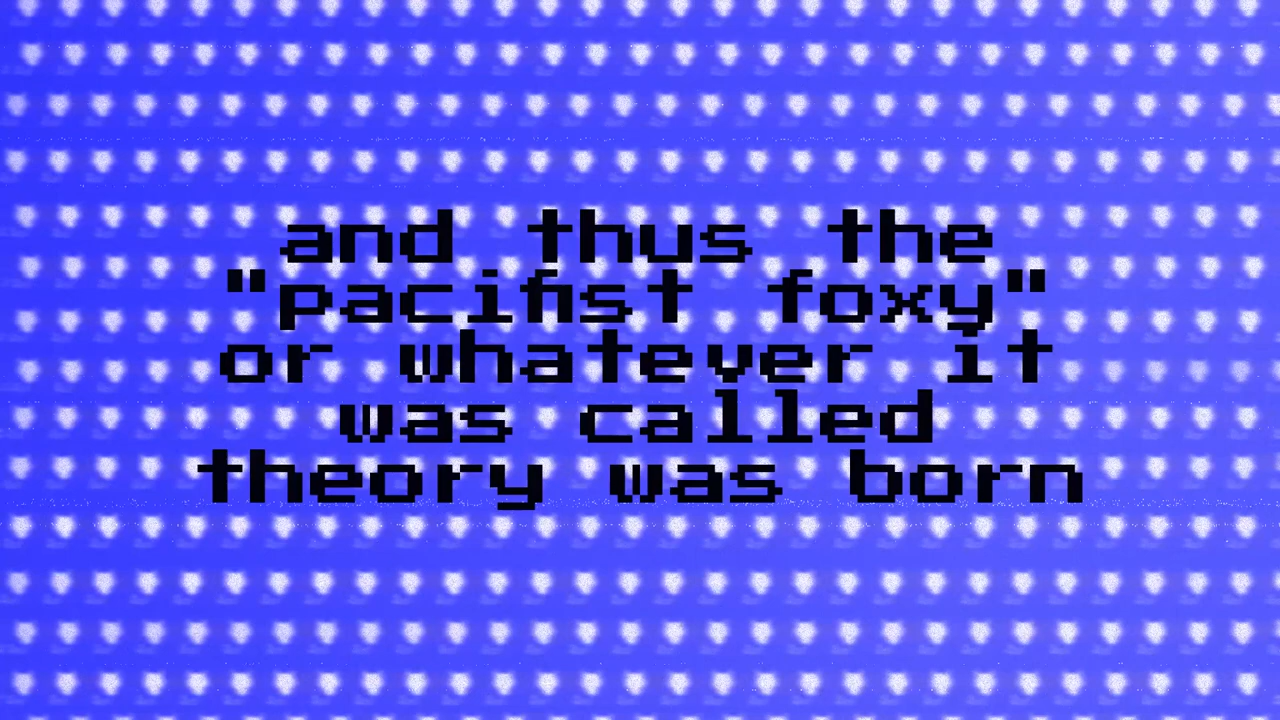 and thus the
"pacifist foxy"
or whatever it
was called
theory was born